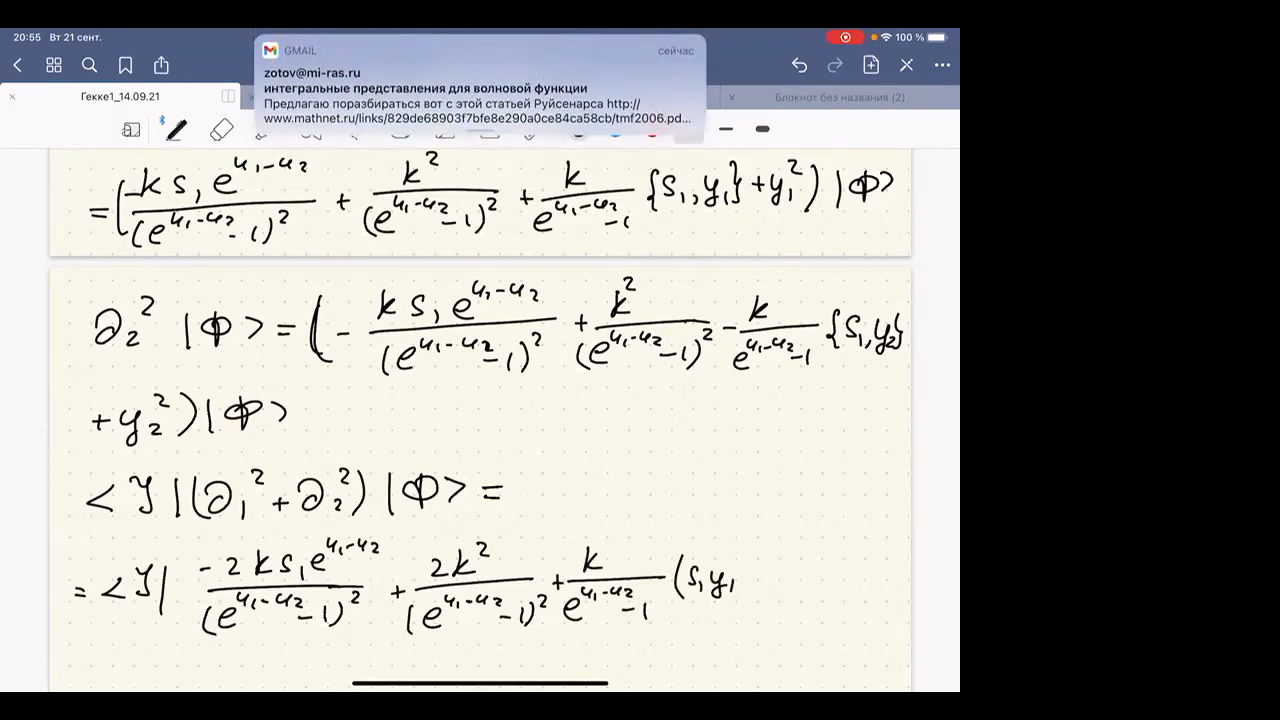 20:55 Вт 21 сент.
100 %
GMAIL
сейчас
zotov@mi-ras.ru
интегральные представления для волновой функции
Предлагаю поразбираться вот с этой статьей Руйсенарса http://
www.mathnet.ru/links/829de68903f7bfe8e290a0ce84ca58cb/tmf2006.pd...
Гекке1_14.09.21
Блокнот без названия (2)
= ( -k s₁ e^{u₁-u₂} / (e^{u₁-u₂} - 1)² + k² / (e^{u₁-u₂} - 1)² + k / (e^{u₁-u₂} - 1) {s₁, y₁} + y₁² ) |Φ>
∂₂² |Φ> = ( - k s₁ e^{u₁-u₂} / (e^{u₁-u₂} - 1)² + k² / (e^{u₁-u₂} - 1)² - k / (e^{u₁-u₂} - 1) {s₁, y₂}
+ y₂² ) |Φ>
< Y | (∂₁² + ∂₂²) |Φ> =
= < Y | -2 k s₁ e^{u₁-u₂} / (e^{u₁-u₂} - 1)² + 2k² / (e^{u₁-u₂} - 1)² + k / (e^{u₁-u₂} - 1) (s₁ y₁